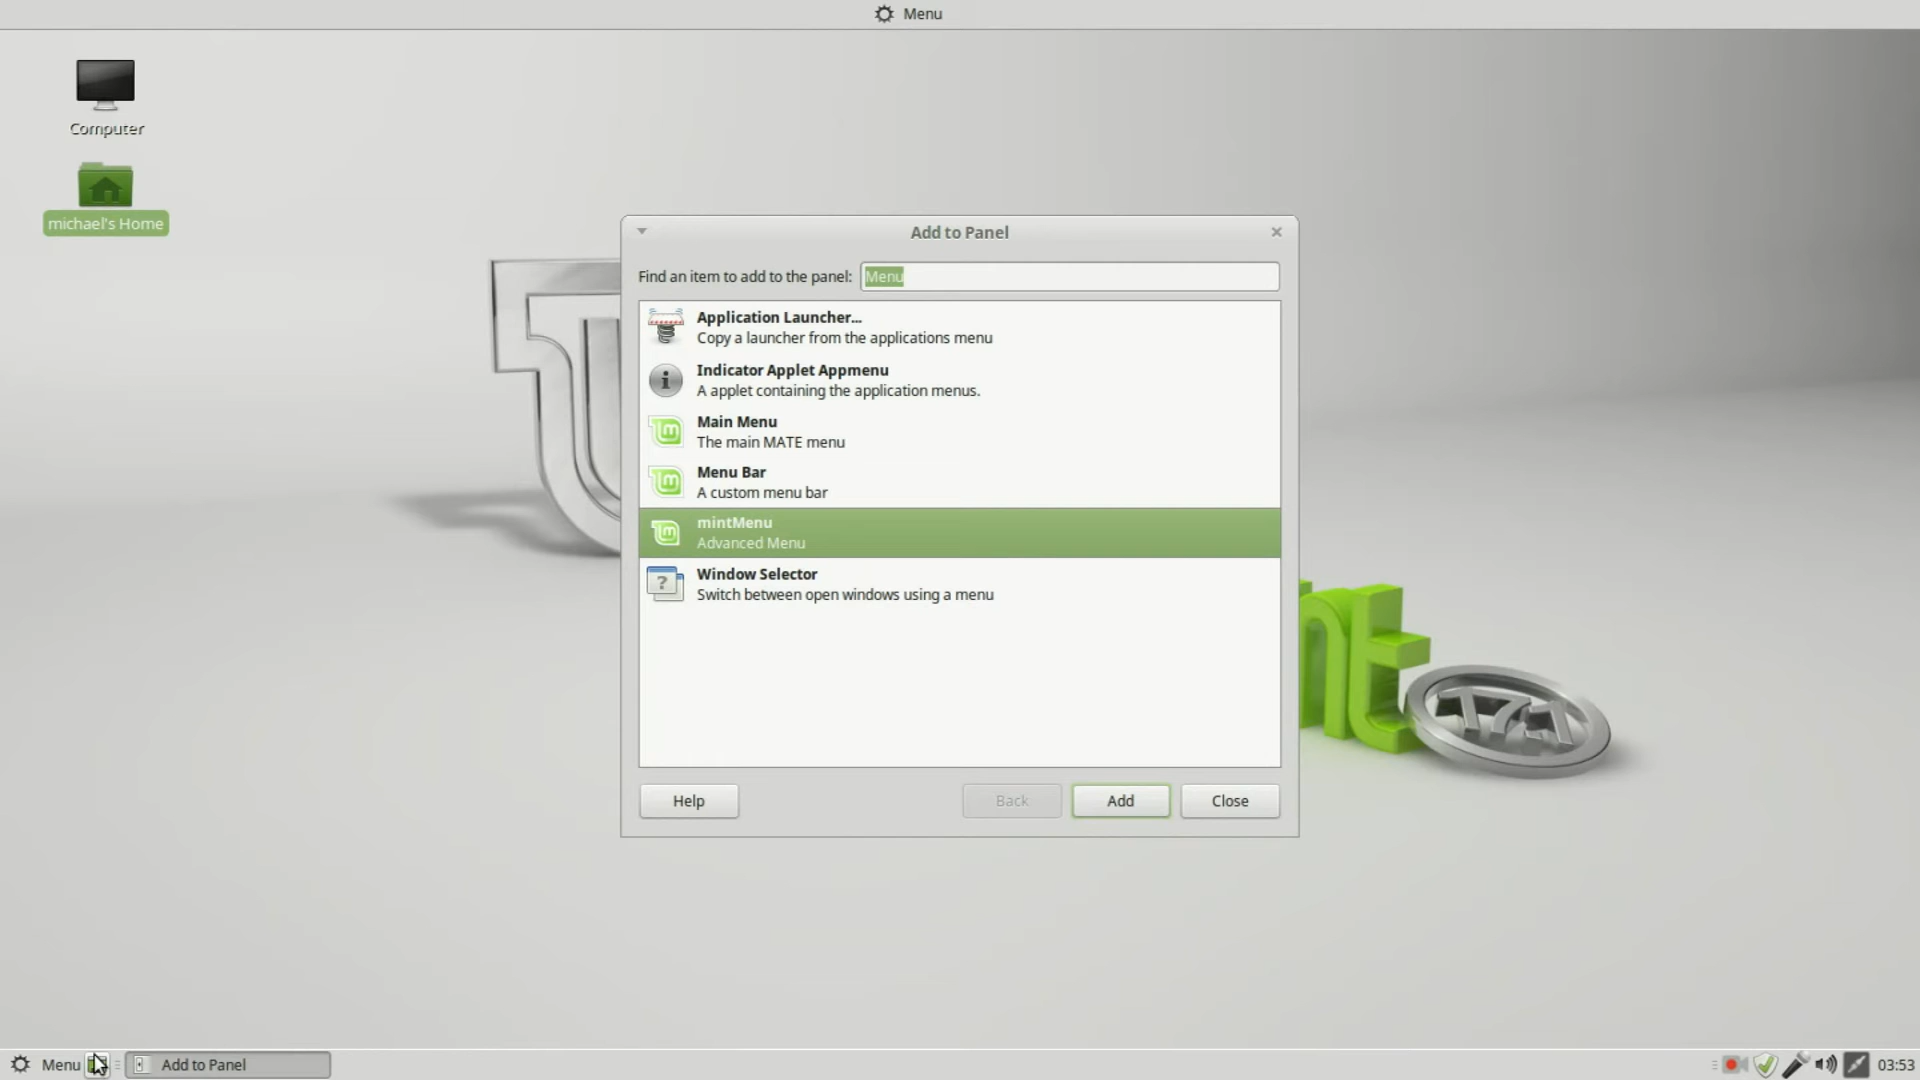 Menu
Computer
michael's Home
Add to Panel
Find an item to add to the panel: Menu
Application Launcher...
Copy a launcher from the applications menu
Indicator Applet Appmenu
A applet containing the application menus.
Main Menu
The main MATE menu
Menu Bar
A custom menu bar
mintMenu
Advanced Menu
Window Selector
Switch between open windows using a menu
nt
17.1
Help
Back
Add
Close
Menu
Add to Panel
03:53